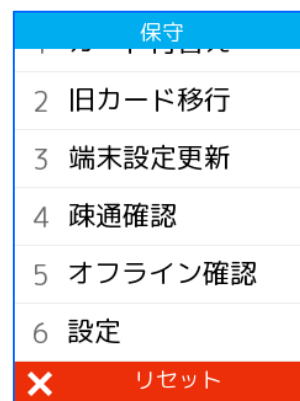 保守
2 旧カード移行
3 端末設定更新
4 疎通確認
5 オフライン確認
6 設定
リセット